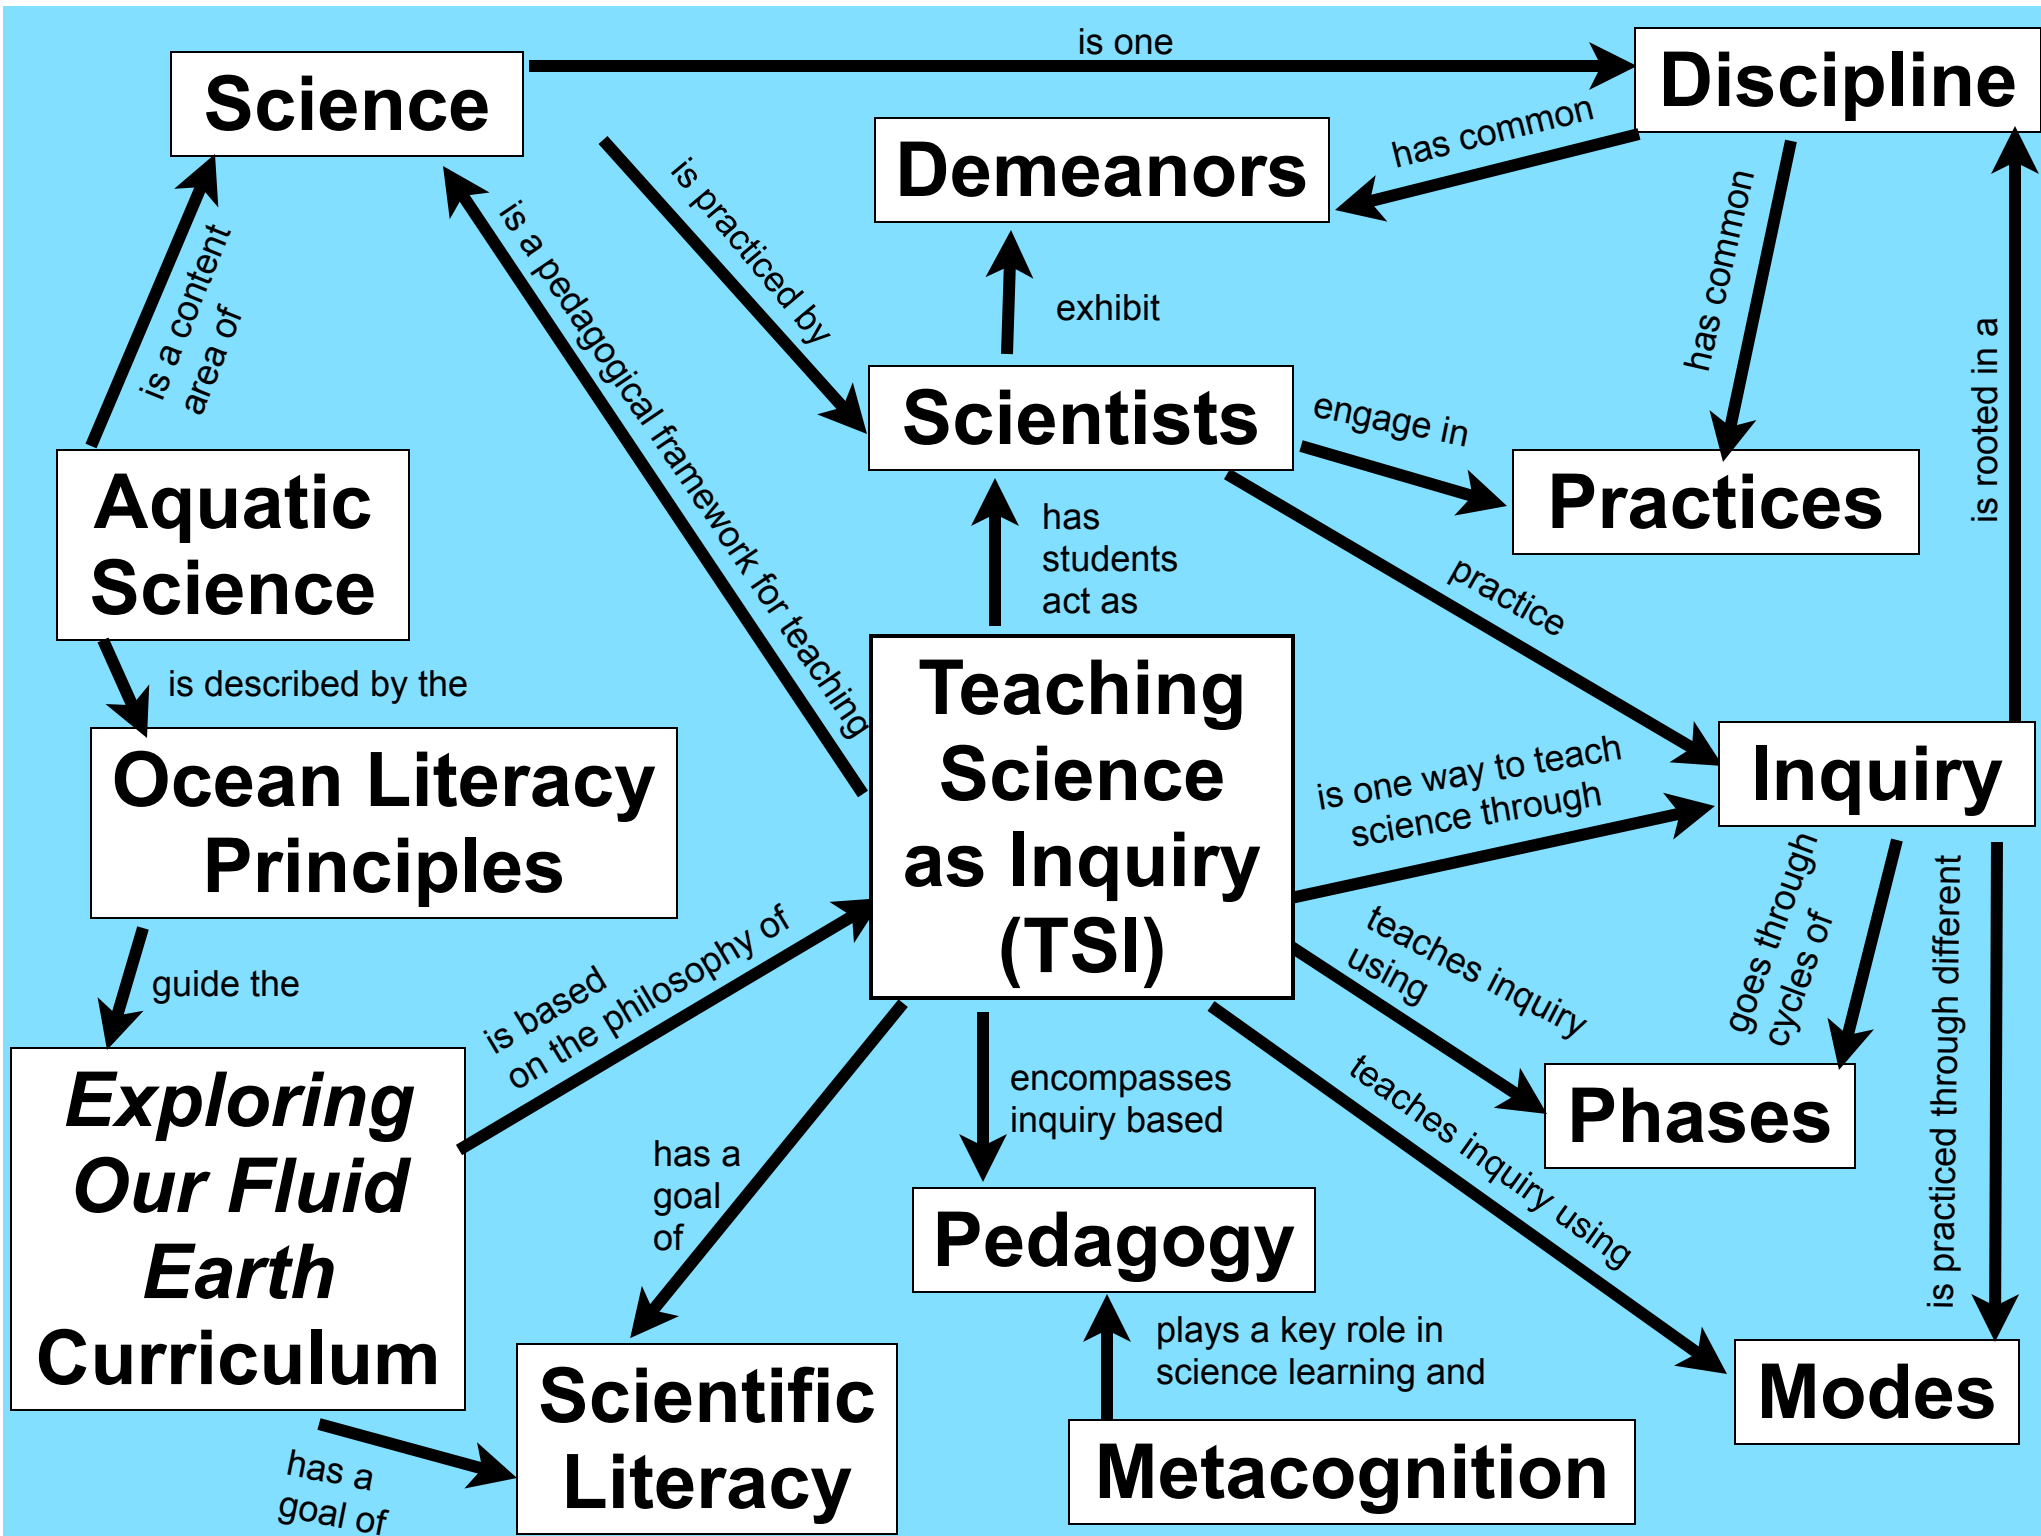 is one
Science
Discipline
has common
Demeanors
is practiced by
is a pedagogical framework for teaching
is a content
area of
exhibit
has common
is rooted in a
Scientists
engage in
Aquatic
Science
Practices
has
students
act as
practice
is described by the
Teaching
Science
as Inquiry
(TSI)
Ocean Literacy
Principles
is one way to teach
science through
Inquiry
guide the
is based
on the philosophy of
teaches inquiry
using
goes through
cycles of
is practiced through different
Exploring
Our Fluid
Earth
Curriculum
encompasses
inquiry based
teaches inquiry using
Phases
has a
goal
of
Pedagogy
plays a key role in
science learning and
Modes
Scientific
Literacy
Metacognition
has a
goal of